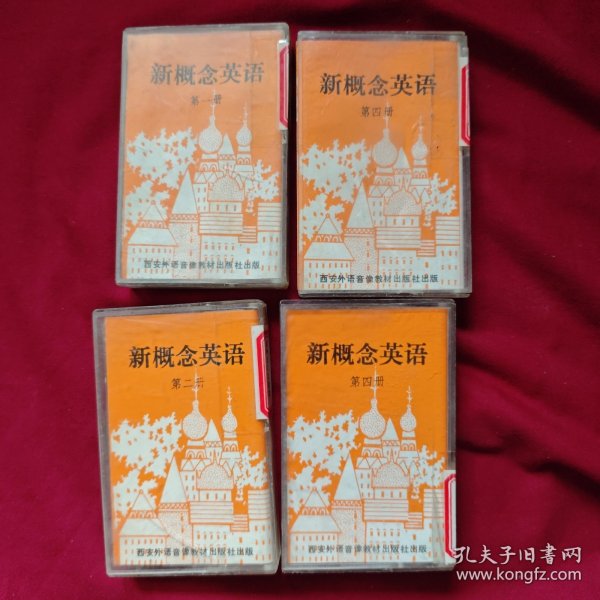 新概念英语
第一册
西安外语音像教材出版社出版
新概念英语
第四册
西安外语音像教材出版社出版
新概念英语
第二册
西安外语音像教材出版社出版
新概念英语
第四册
西安外语音像教材出版社出版
孔夫子旧书网
www.kongfz.com